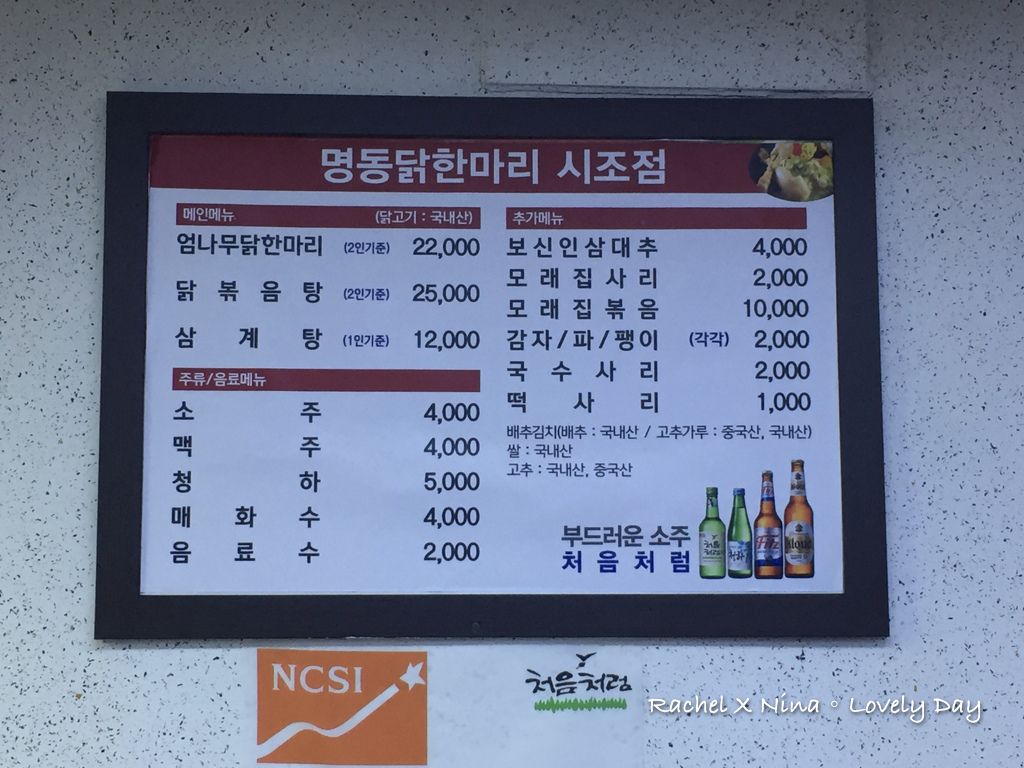 명동닭한마리 시조점
메인메뉴 (닭고기 : 국내산)
엄나무닭한마리 (2인기준) 22,000
닭볶음탕 (2인기준) 25,000
삼계탕 (1인기준) 12,000
주류/음료메뉴
소주 4,000
맥주 4,000
청하 5,000
매화수 4,000
음료수 2,000
추가메뉴
보신인삼대추 4,000
모래집사리 2,000
모래집볶음 10,000
감자/파/팽이 (각각) 2,000
국수사리 2,000
떡사리 1,000
배추김치(배추 : 국내산 / 고추가루 : 중국산, 국내산)
쌀 : 국내산
고추 : 국내산, 중국산
부드러운 소주
처음처럼
처음처럼
청하
Fitz
Kloud
NCSI
처음처럼
Rachel X Nina ° Lovely Day